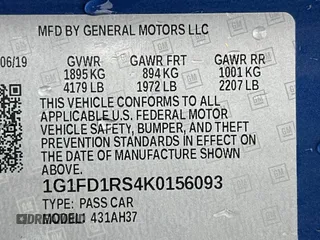 MFD BY GENERAL MOTORS LLC
06/19 GVWR GAWR FRT GAWR RR
1895 KG 894 KG 1001 KG
4179 LB 1972 LB 2207 LB
THIS VEHICLE CONFORMS TO ALL
APPLICABLE U.S. FEDERAL MOTOR
VEHICLE SAFETY, BUMPER, AND THEFT
PREVENTION STANDARDS IN EFFECT ON
THE DATE OF MANUFACTURE SHOWN
ABOVE.
1G1FD1RS4K0156093
TYPE: PASS CAR
MODEL: 431AH37